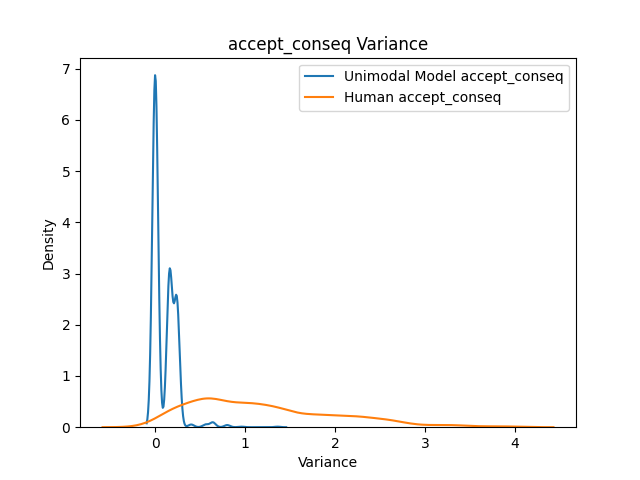 accept_conseq Variance
Unimodal Model accept_conseq
Human accept_conseq
7
6
5
4
3
2
1
0
Density
0 1 2 3 4
Variance